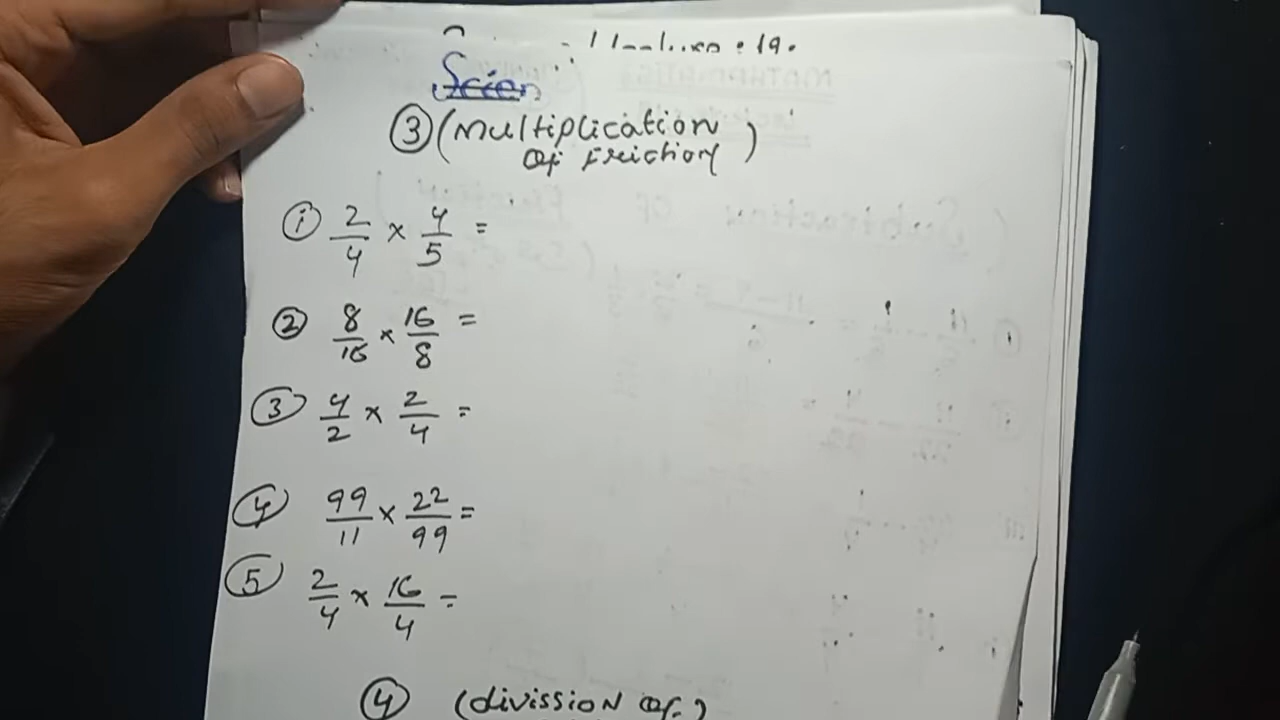 ③ (Multiplication
of friction)
① 2/4 × 4/5 =
② 8/16 × 16/8 =
③ 4/2 × 2/4 =
④ 99/11 × 22/99 =
⑤ 2/4 × 16/4 =
④ (divission of)